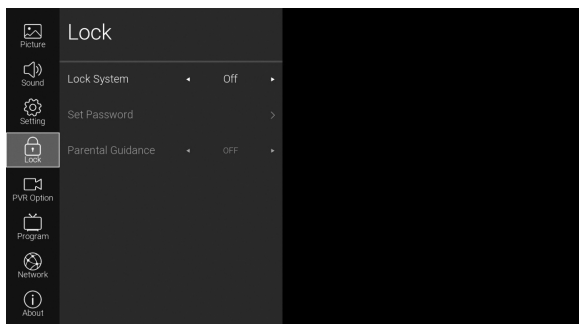 Picture
Sound
Setting
Lock
PVR Option
Program
Network
About
Lock
Lock System Off
Set Password
Parental Guidance OFF